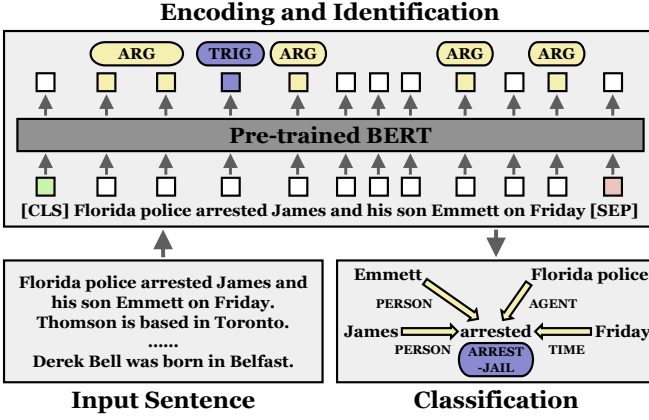 Encoding and Identification
ARG TRIG ARG ARG ARG
Pre-trained BERT
[CLS] Florida police arrested James and his son Emmett on Friday [SEP]
Florida police arrested James and
his son Emmett on Friday.
Thomson is based in Toronto.
......
Derek Bell was born in Belfast.
Input Sentence
Emmett Florida police
PERSON AGENT
James arrested Friday
PERSON TIME
ARREST
-JAIL
Classification